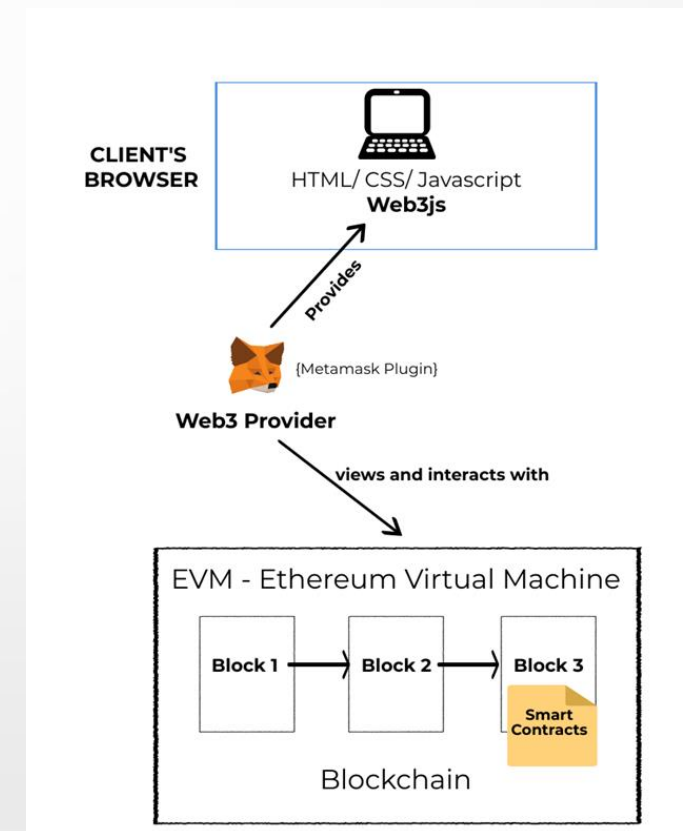 CLIENT'S
BROWSER
HTML/ CSS/ Javascript
Web3js
Provides
{Metamask Plugin}
Web3 Provider
views and interacts with
EVM - Ethereum Virtual Machine
Block 1
Block 2
Block 3
Smart
Contracts
Blockchain